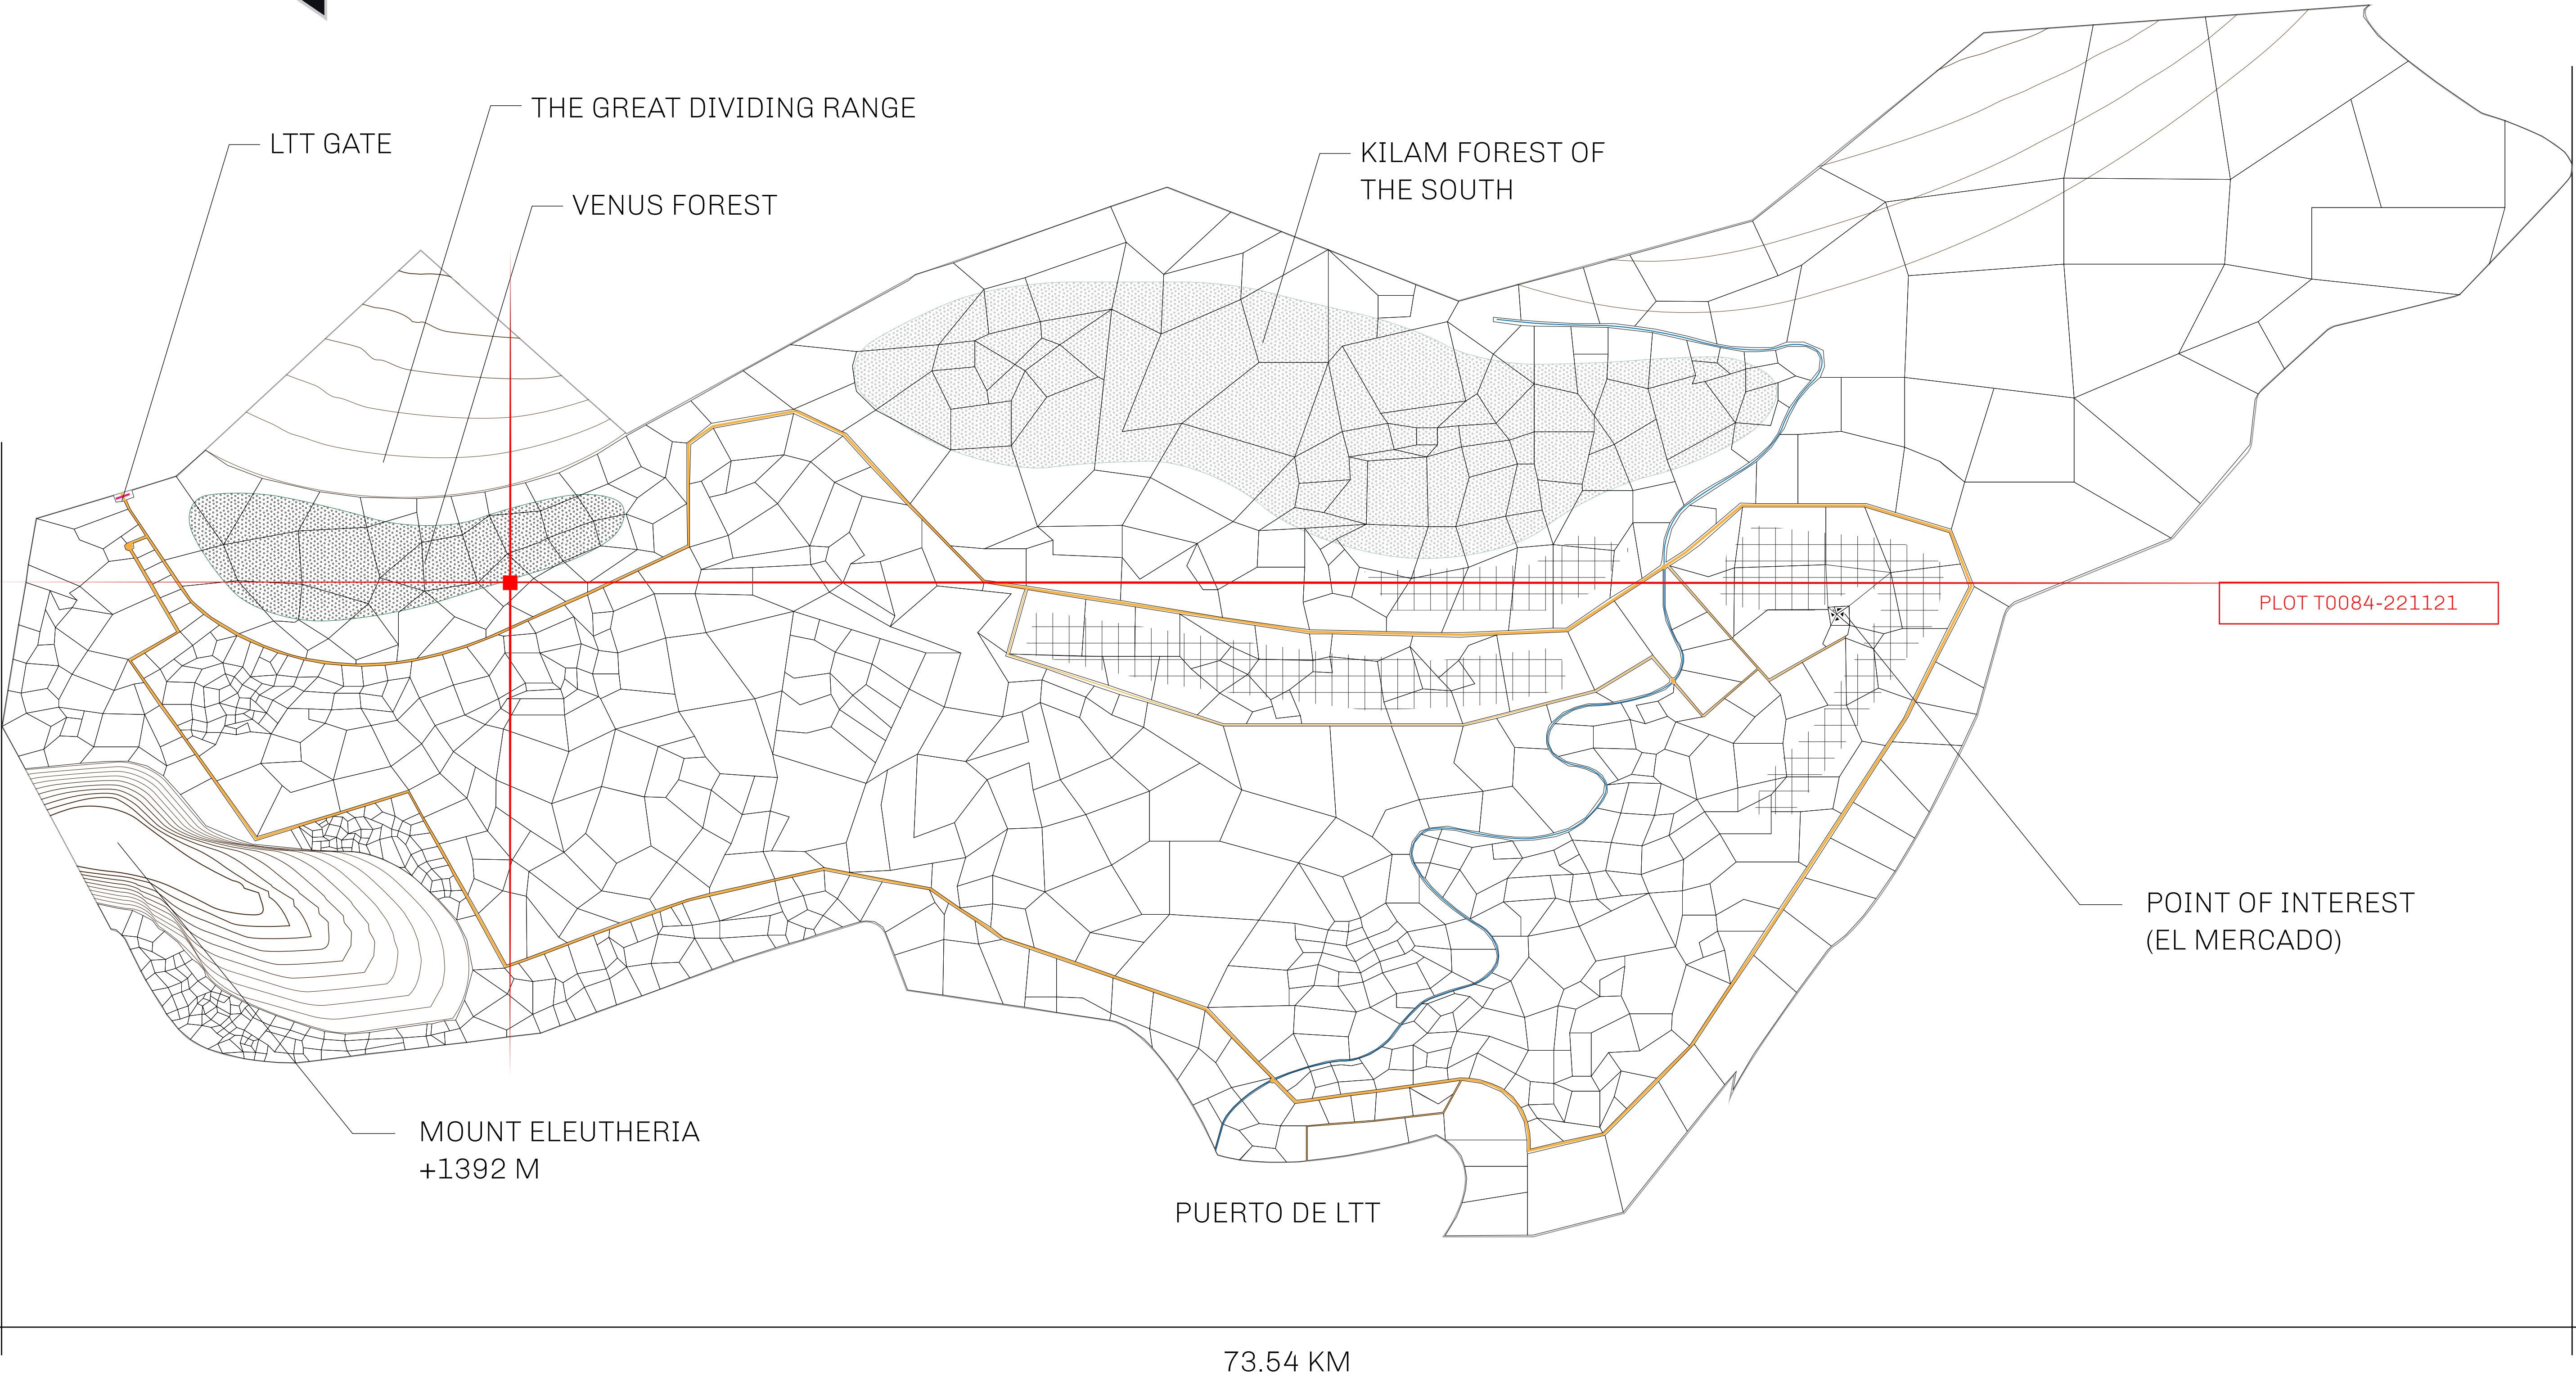 THE GREAT DIVIDING RANGE
LTT GATE
KILAM FOREST OF
THE SOUTH
VENUS FOREST
PLOT T0084-221121
POINT OF INTEREST
(EL MERCADO)
MOUNT ELEUTHERIA
+1392 M
PUERTO DE LTT
73.54 KM